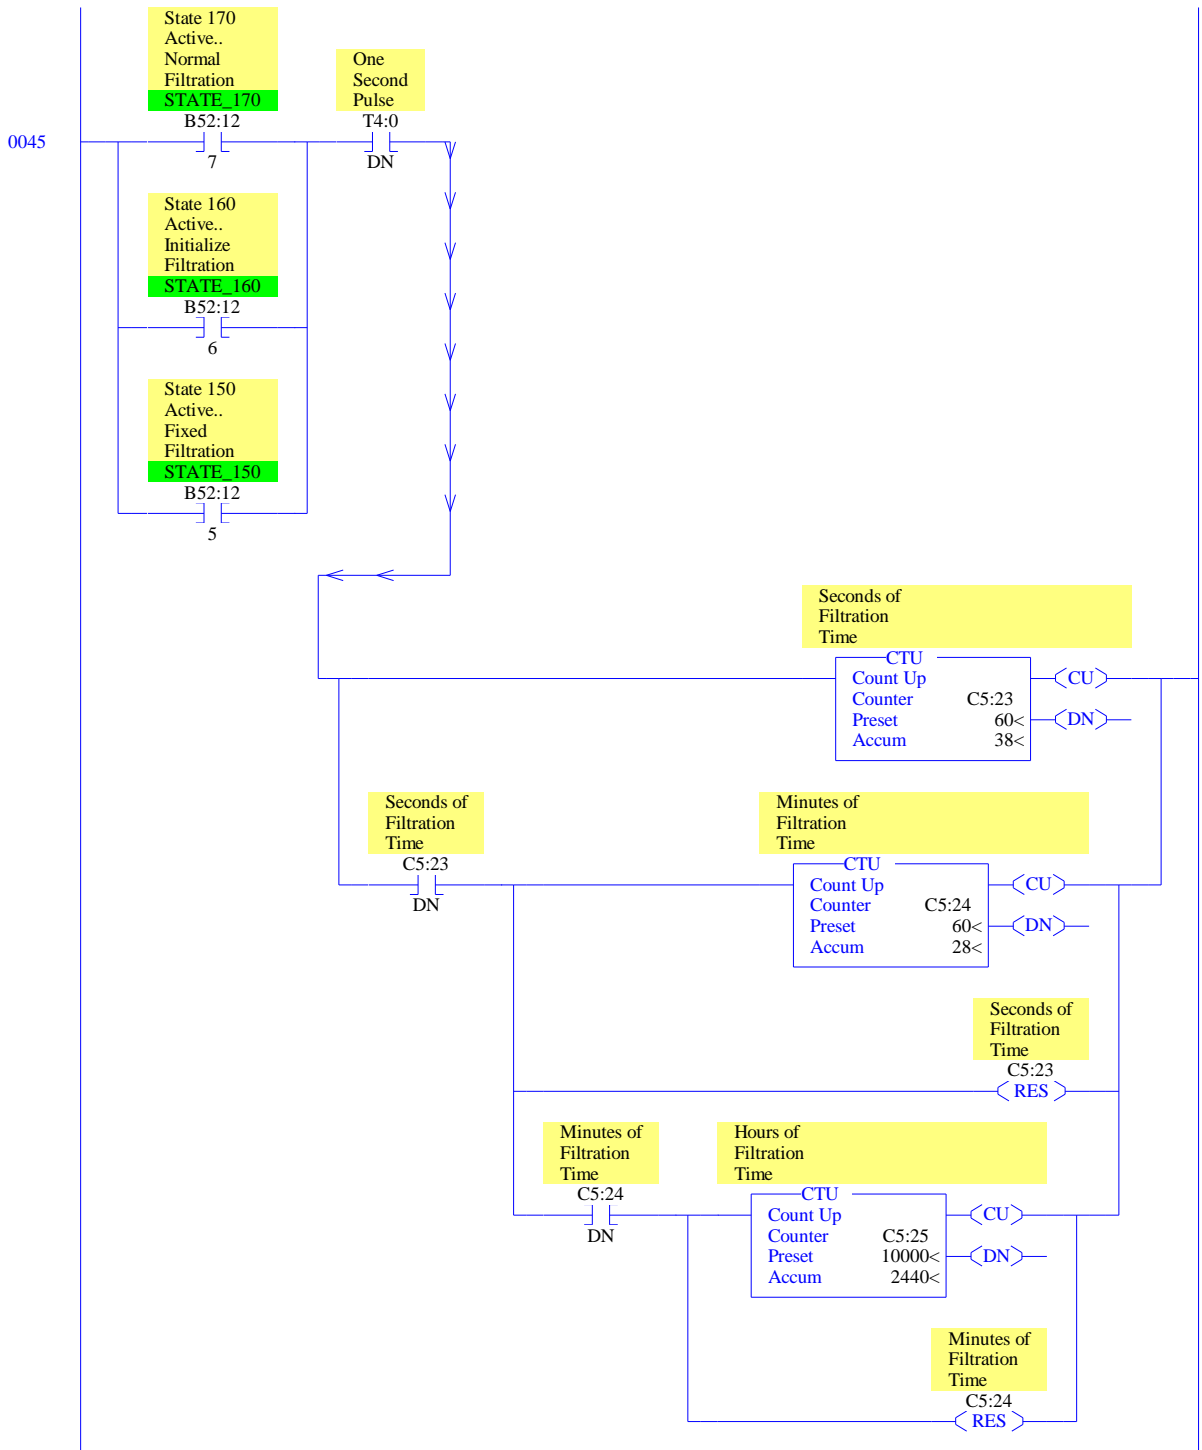 State 170
Active..
Normal
Filtration
STATE_170
B52:12
7
One
Second
Pulse
T4:0
DN
0045
State 160
Active..
Initialize
Filtration
STATE_160
B52:12
6
State 150
Active..
Fixed
Filtration
STATE_150
B52:12
5
Seconds of
Filtration
Time
CTU
Count Up
Counter C5:23
Preset 60<
Accum 38<
CU
DN
Seconds of
Filtration
Time
C5:23
DN
Minutes of
Filtration
Time
CTU
Count Up
Counter C5:24
Preset 60<
Accum 28<
CU
DN
Seconds of
Filtration
Time
C5:23
RES
Minutes of
Filtration
Time
C5:24
DN
Hours of
Filtration
Time
CTU
Count Up
Counter C5:25
Preset 10000<
Accum 2440<
CU
DN
Minutes of
Filtration
Time
C5:24
RES